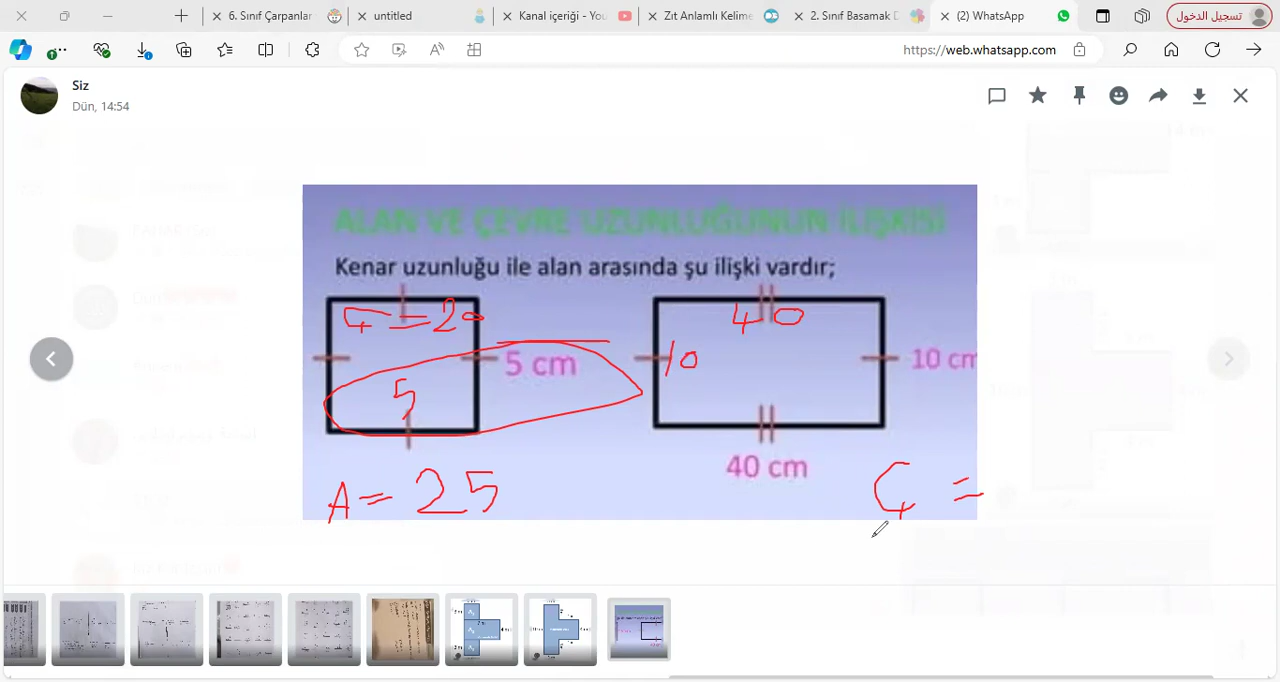 6. Sınıf Çarpanlar
untitled
Kanal içeriği - You
Zıt Anlamlı Kelime
2. Sınıf Basamak D
(2) WhatsApp
تسجيل الدخول
https://web.whatsapp.com
Siz
Dün, 14:54
ALAN VE ÇEVRE UZUNLUĞUNUN İLİŞKİSİ
Kenar uzunluğu ile alan arasında şu ilişki vardır;
Ç=20
40
5 cm
10
10 cm
5
40 cm
A= 25
Ç =